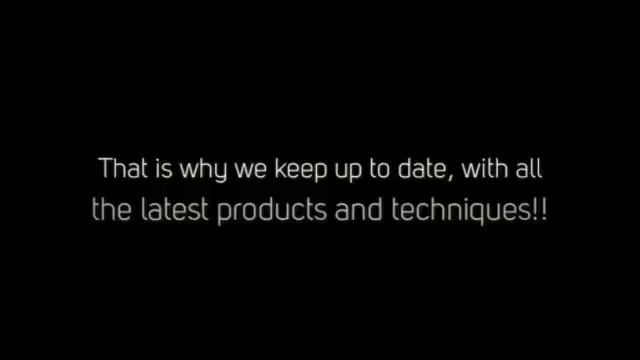 That is why we keep up to date, with all
the latest products and techniques!!